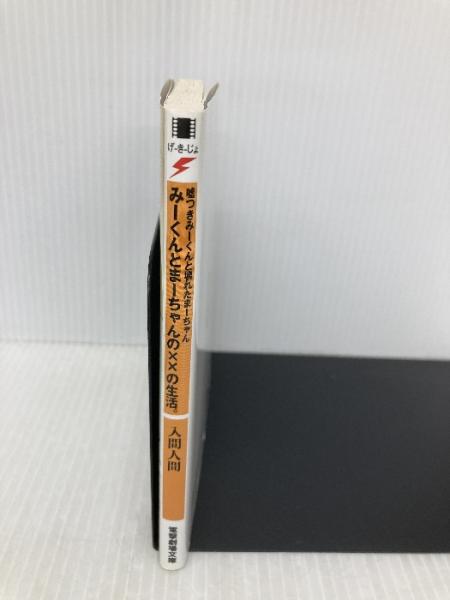 げ-き-じょ
嘘つきみーくんと壊れたまーちゃん
みーくんとまーちゃんの××の生活。
入間人間